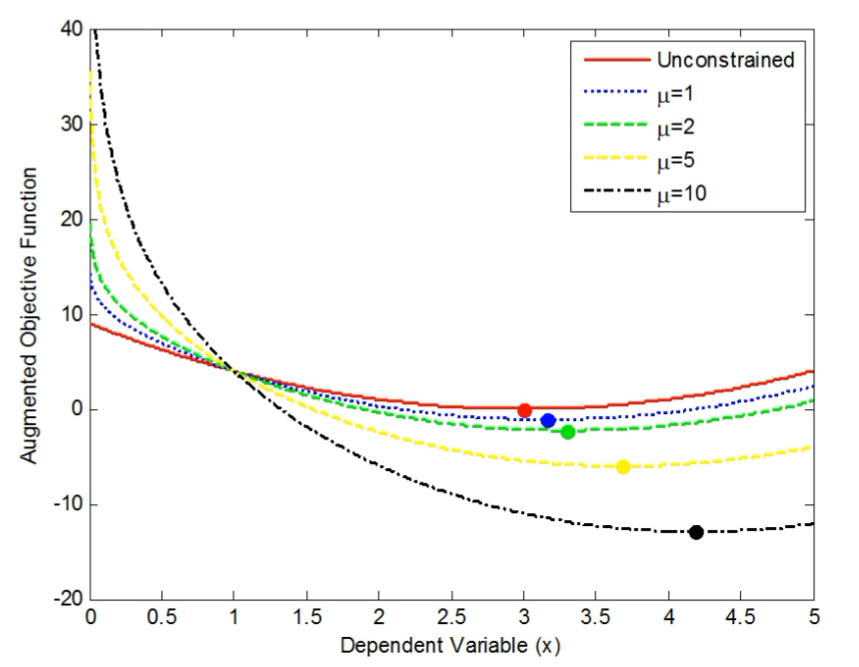 40
30
20
10
0
-10
-20
Augmented Objective Function
Unconstrained
μ=1
μ=2
μ=5
μ=10
0 0.5 1 1.5 2 2.5 3 3.5 4 4.5 5
Dependent Variable (x)